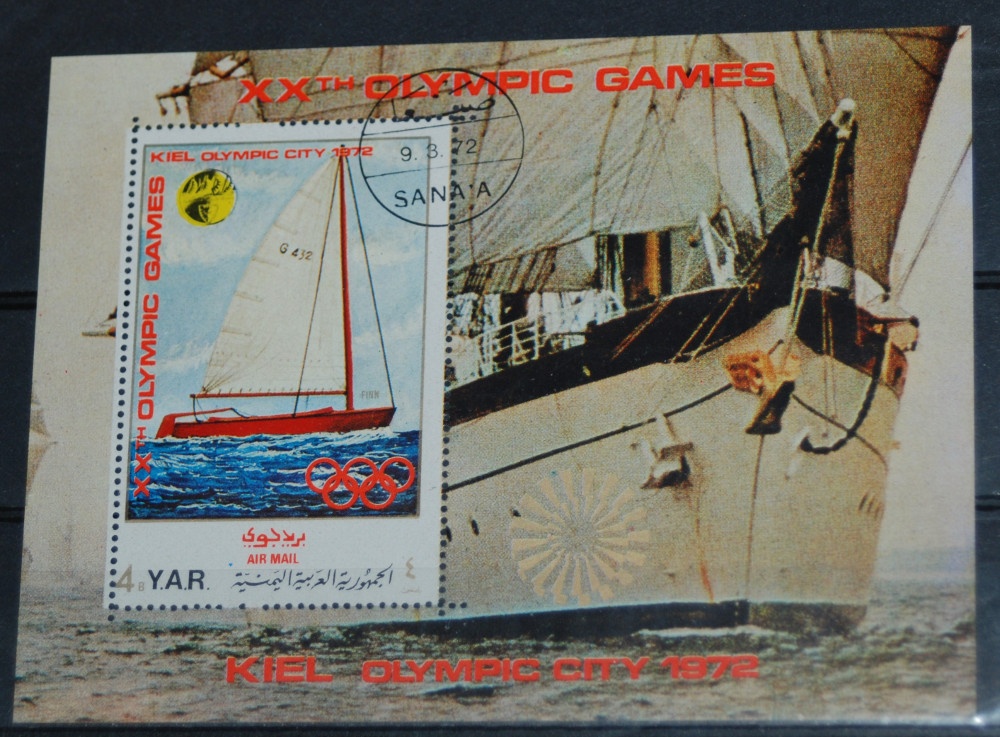 XXTH OLYMPIC GAMES
صنعاء
9. 3. 72
SANA'A
KIEL OLYMPIC CITY 1972
XXTH OLYMPIC GAMES
G 432
FINN
بريد جوي
AIR MAIL
4 B Y.A.R. الجمهورية العربية اليمنية ٤
KIEL OLYMPIC CITY 1972